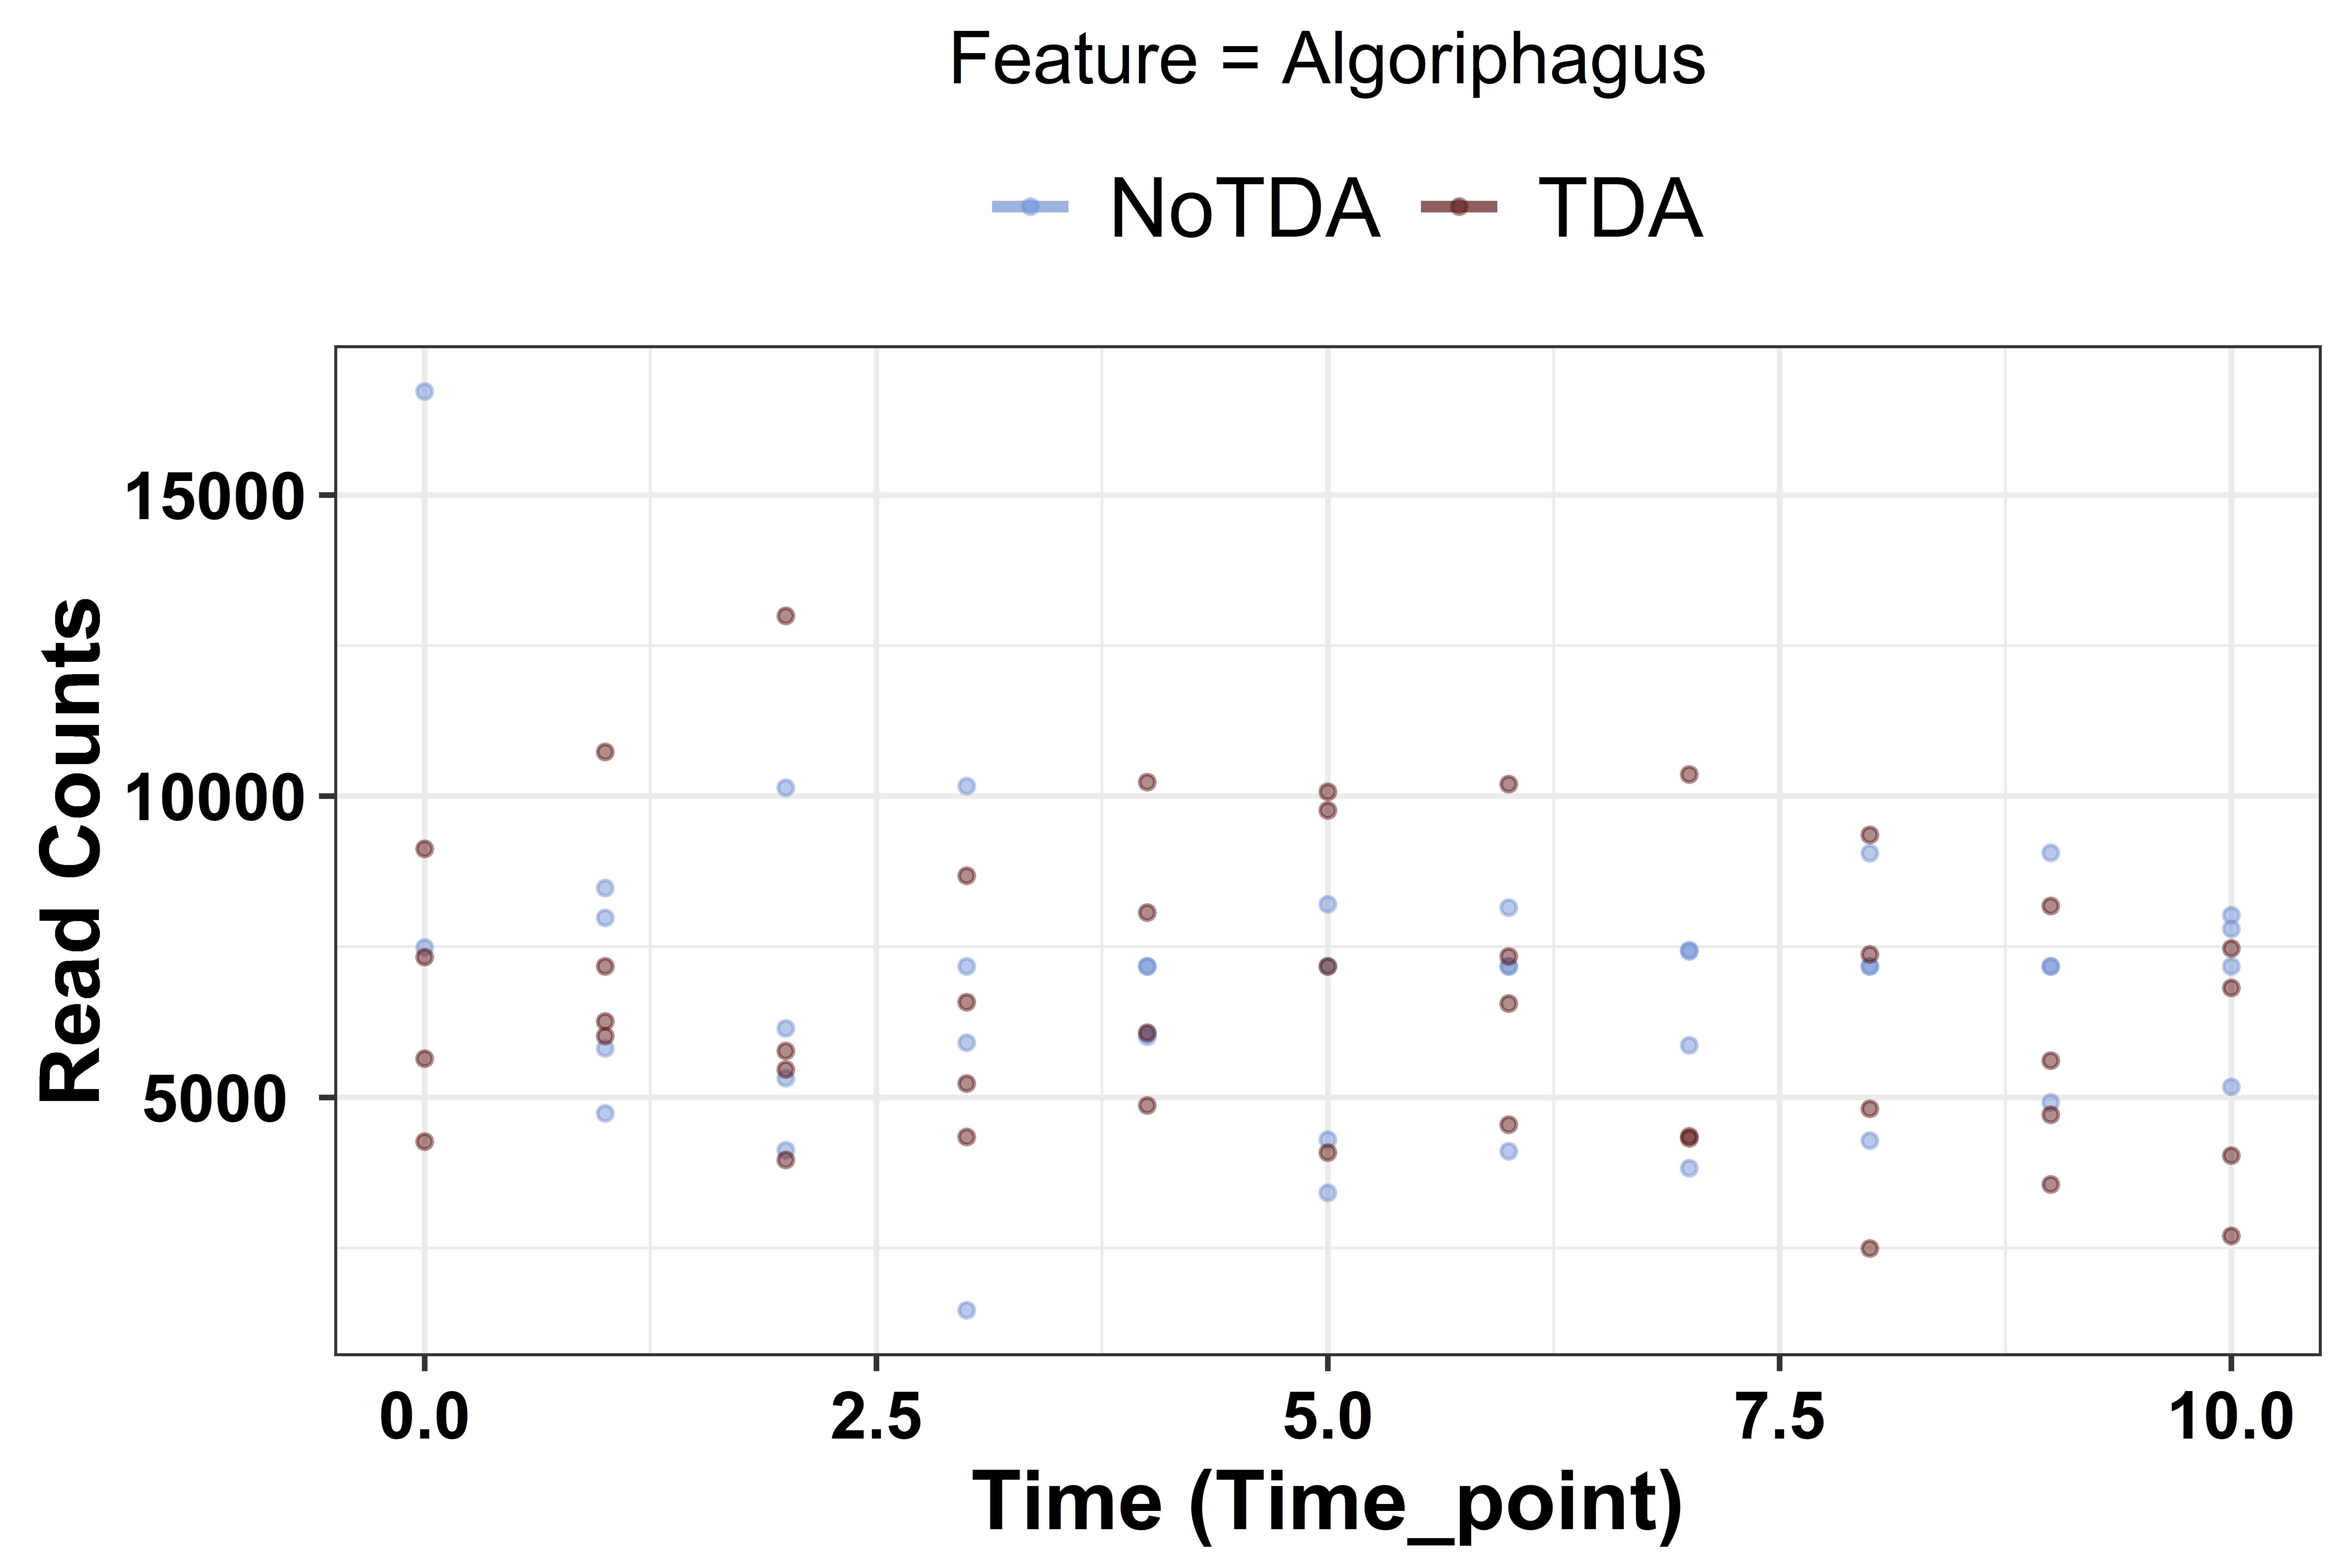 Feature = Algoriphagus
NoTDA TDA
Read Counts
15000
10000
5000
0.0 2.5 5.0 7.5 10.0
Time (Time_point)